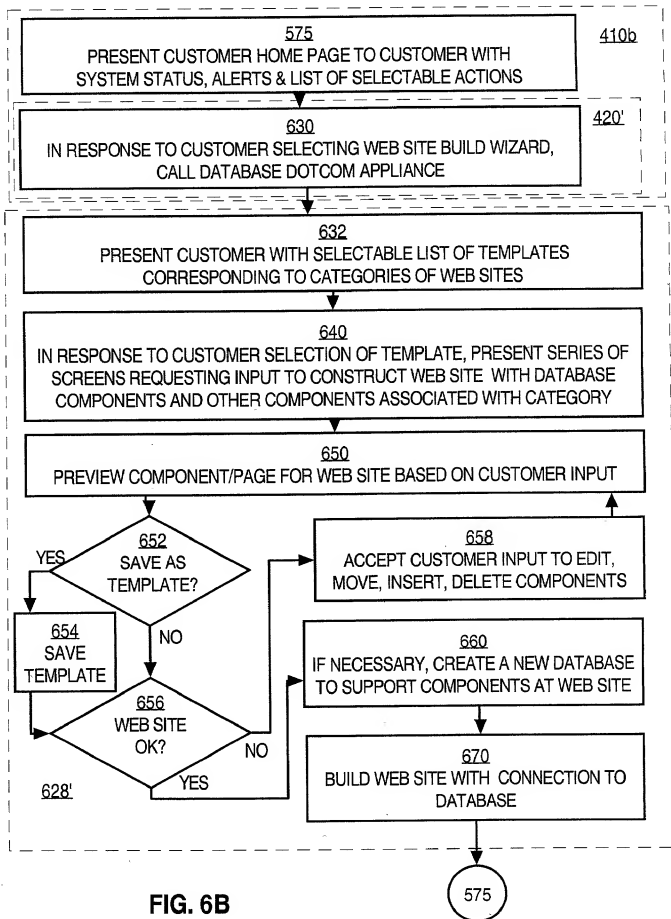 575
PRESENT CUSTOMER HOME PAGE TO CUSTOMER WITH
SYSTEM STATUS, ALERTS & LIST OF SELECTABLE ACTIONS
410b
630
IN RESPONSE TO CUSTOMER SELECTING WEB SITE BUILD WIZARD,
CALL DATABASE DOTCOM APPLIANCE
420'
632
PRESENT CUSTOMER WITH SELECTABLE LIST OF TEMPLATES
CORRESPONDING TO CATEGORIES OF WEB SITES
640
IN RESPONSE TO CUSTOMER SELECTION OF TEMPLATE, PRESENT SERIES OF
SCREENS REQUESTING INPUT TO CONSTRUCT WEB SITE WITH DATABASE
COMPONENTS AND OTHER COMPONENTS ASSOCIATED WITH CATEGORY
650
PREVIEW COMPONENT/PAGE FOR WEB SITE BASED ON CUSTOMER INPUT
652
SAVE AS
TEMPLATE?
YES
NO
654
SAVE
TEMPLATE
656
WEB SITE
OK?
NO
YES
658
ACCEPT CUSTOMER INPUT TO EDIT,
MOVE, INSERT, DELETE COMPONENTS
660
IF NECESSARY, CREATE A NEW DATABASE
TO SUPPORT COMPONENTS AT WEB SITE
670
BUILD WEB SITE WITH CONNECTION TO
DATABASE
628'
575
FIG. 6B